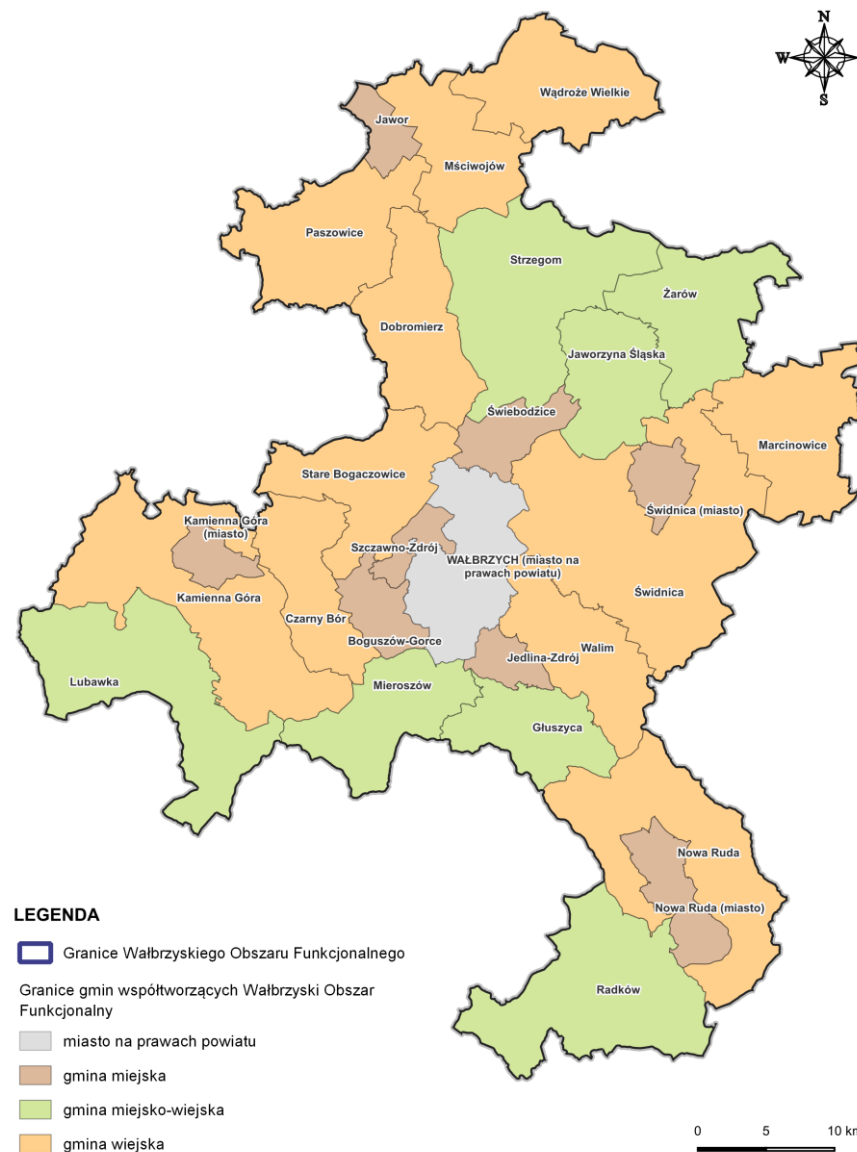 N
W
S
Wądroże Wielkie
Jawor
Mściwojów
Paszowice
Strzegom
Żarów
Dobromierz
Jaworzyna Śląska
Świebodzice
Marcinowice
Stare Bogaczowice
Świdnica (miasto)
Kamienna Góra
(miasto)
Szczawno-Zdrój
WAŁBRZYCH (miasto na
prawach powiatu)
Kamienna Góra
Świdnica
Czarny Bór
Boguszów-Gorce
Walim
Jedlina-Zdrój
Lubawka
Mieroszów
Głuszyca
Nowa Ruda
Nowa Ruda (miasto)
Radków
LEGENDA
Granice Wałbrzyskiego Obszaru Funkcjonalnego
Granice gmin współtworzących Wałbrzyski Obszar
Funkcjonalny
miasto na prawach powiatu
gmina miejska
gmina miejsko-wiejska
gmina wiejska
0 5 10 km